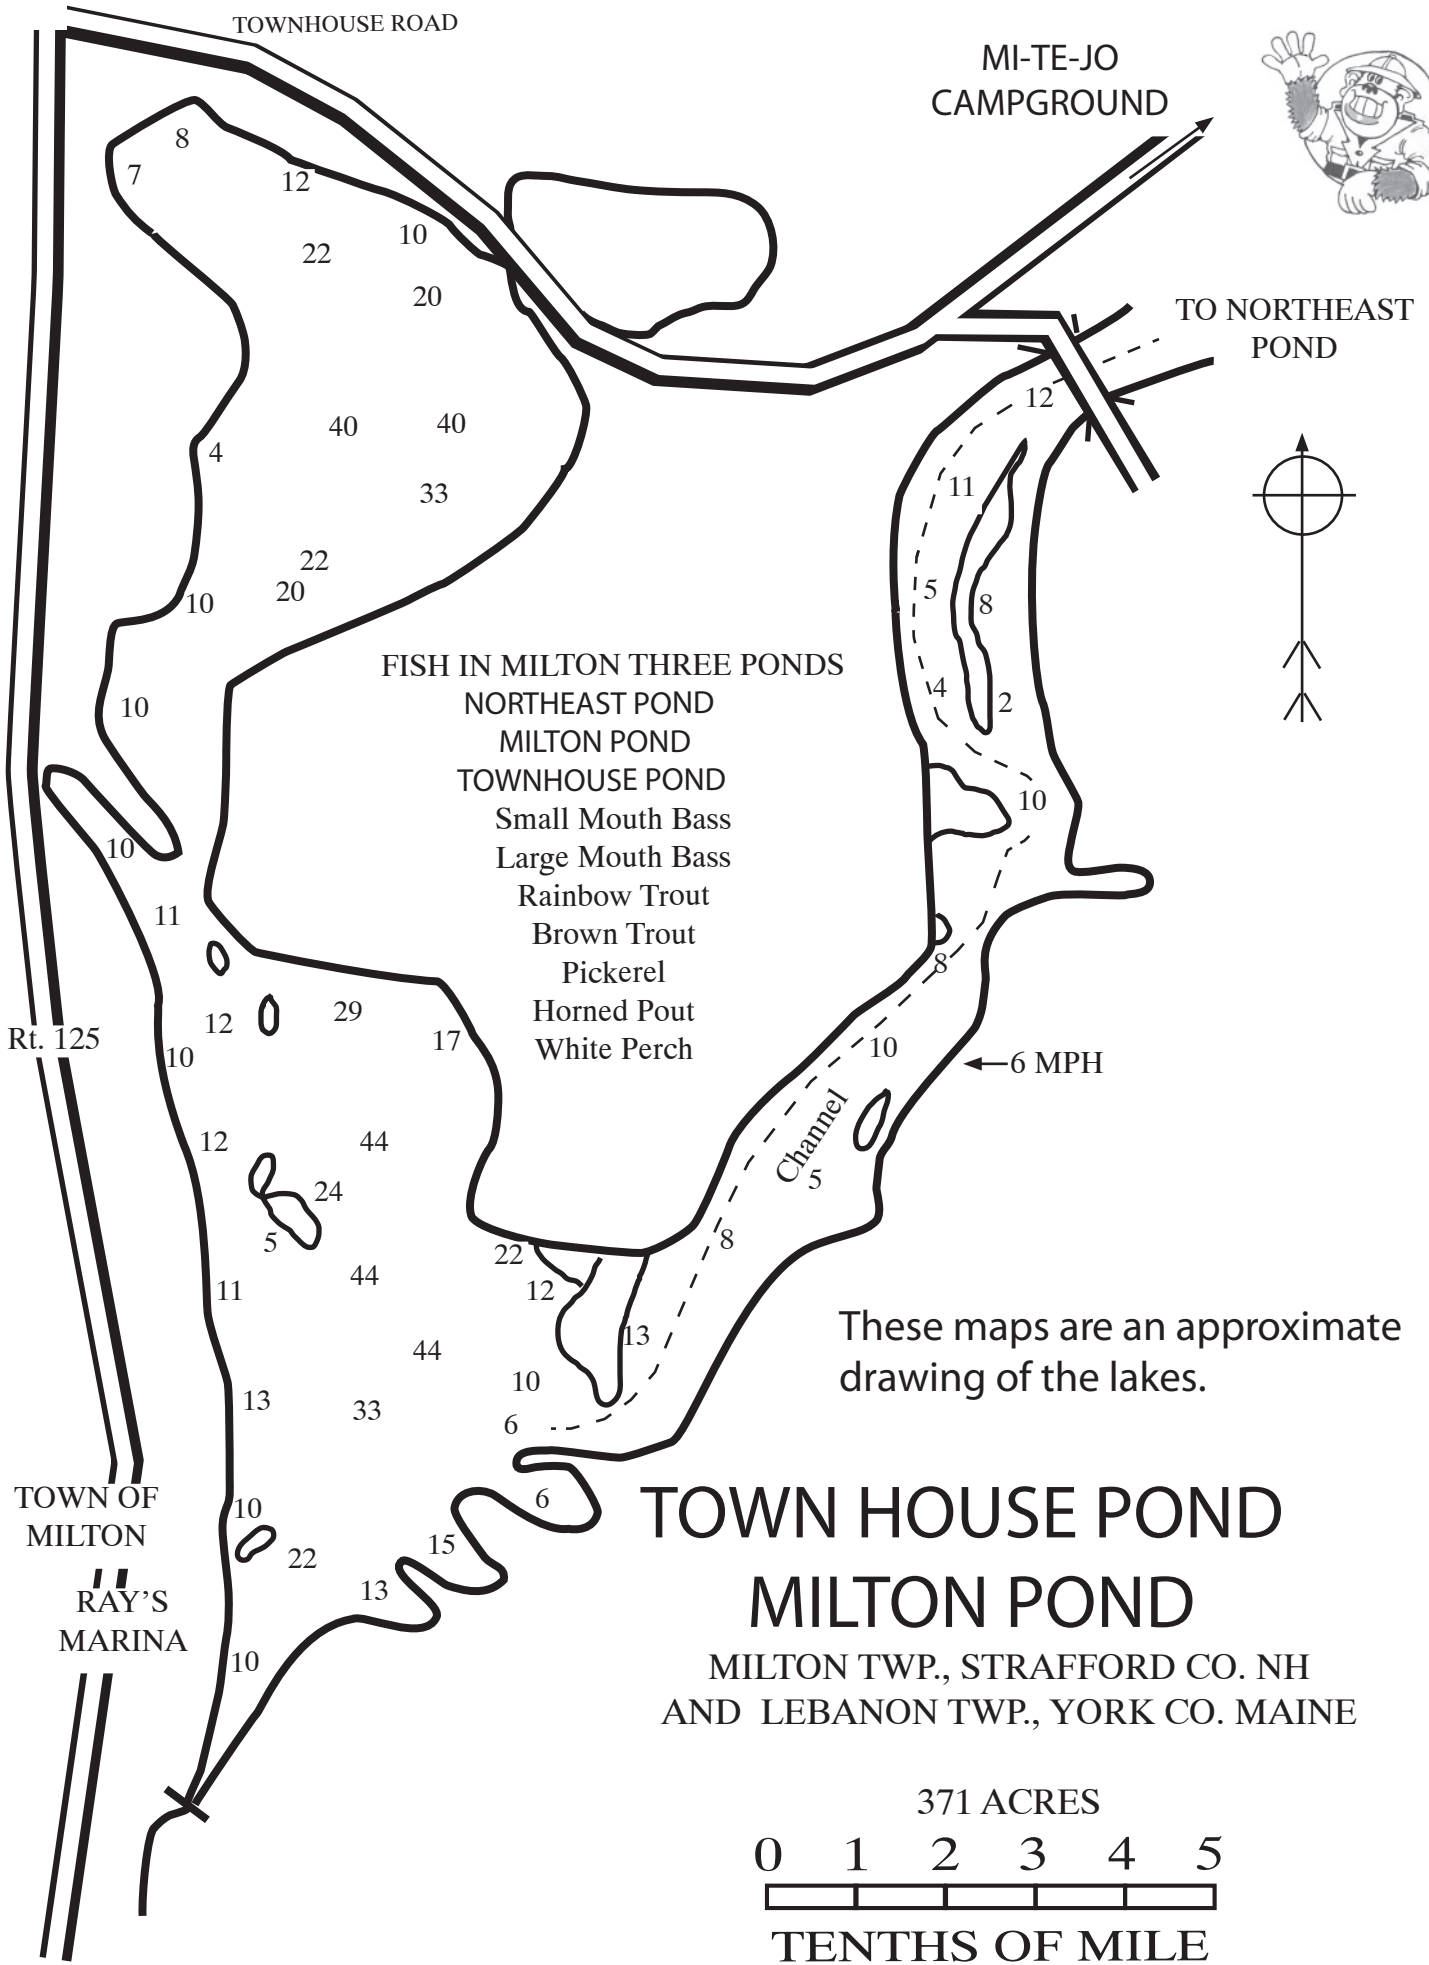 TOWNHOUSE ROAD
MI-TE-JO
CAMPGROUND
8
7
12
10
22
20
TO NORTHEAST
POND
12
40
40
4
33
11
22
20
10
5
8
FISH IN MILTON THREE PONDS
NORTHEAST POND
MILTON POND
TOWNHOUSE POND
Small Mouth Bass
Large Mouth Bass
Rainbow Trout
Brown Trout
Pickerel
Horned Pout
White Perch
4
2
10
10
10
11
8
29
12
17
Rt. 125
10
10
6 MPH
Channel
12
44
24
5
5
8
22
44
11
12
13
44
10
13
33
6
These maps are an approximate
drawing of the lakes.
TOWN OF
MILTON
10
6
15
22
13
RAY'S
MARINA
10
TOWN HOUSE POND
MILTON POND
MILTON TWP., STRAFFORD CO. NH
AND LEBANON TWP., YORK CO. MAINE
371 ACRES
0 1 2 3 4 5
TENTHS OF MILE